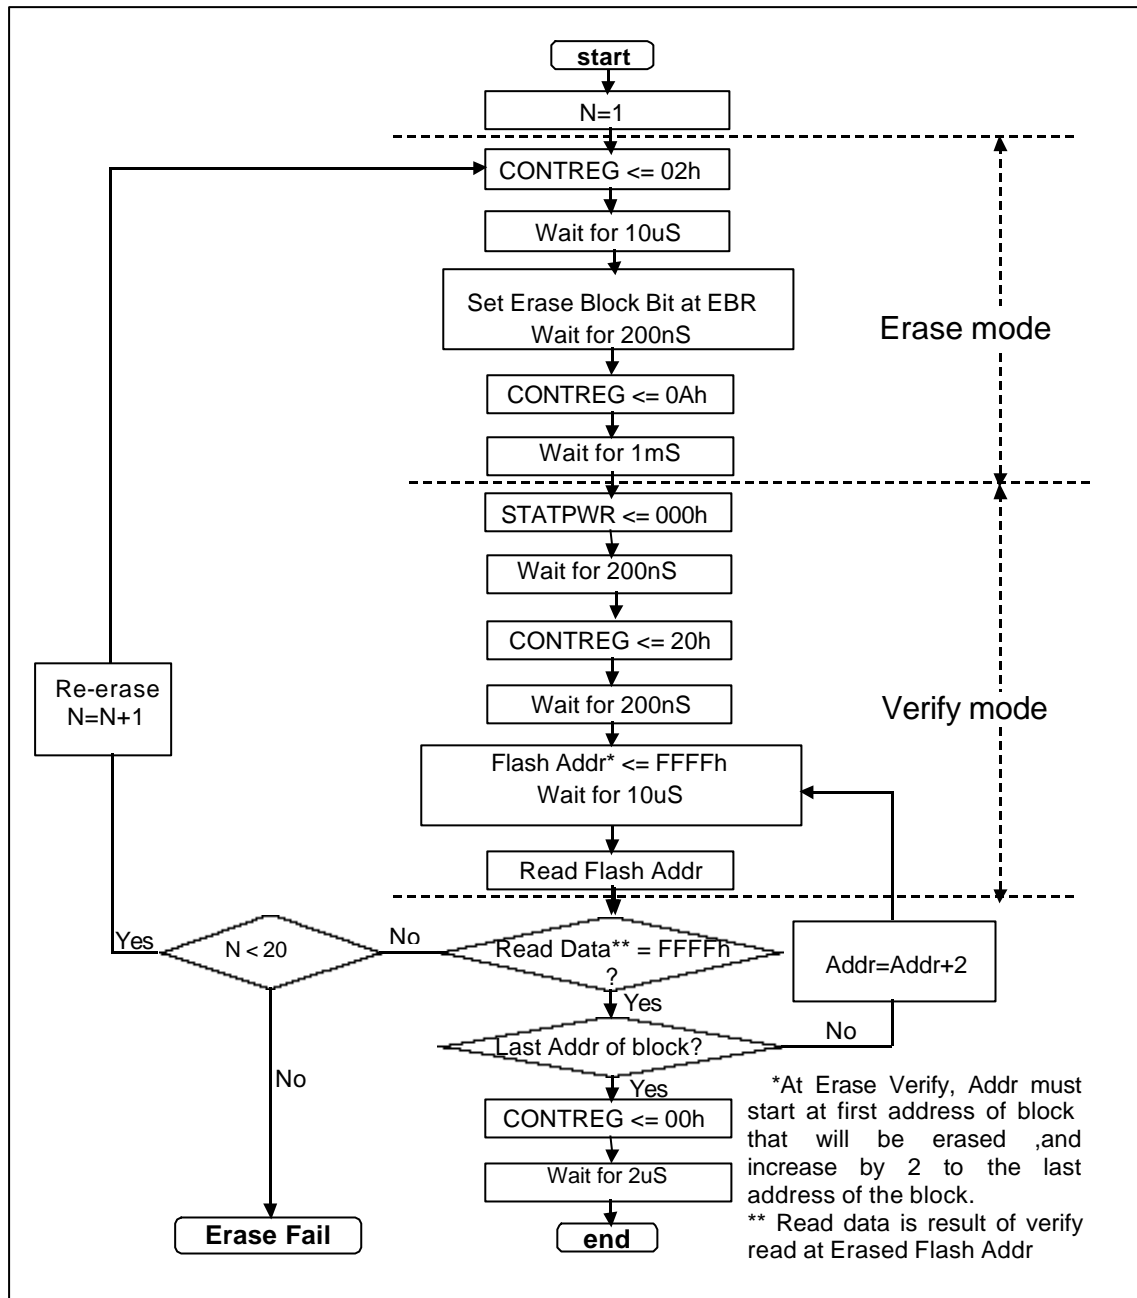 start
N=1
CONTREG <= 02h
Wait for 10uS
Set Erase Block Bit at EBR
Wait for 200nS
Erase mode
CONTREG <= 0Ah
Wait for 1mS
STATPWR <= 000h
Wait for 200nS
CONTREG <= 20h
Re-erase
N=N+1
Wait for 200nS
Verify mode
Flash Addr* <= FFFFh
Wait for 10uS
Read Flash Addr
Yes
N < 20
No
Read Data** = FFFFh
?
Addr=Addr+2
Yes
Last Addr of block?
No
No
Yes
CONTREG <= 00h
Wait for 2uS
Erase Fail
end
*At Erase Verify, Addr must
start at first address of block
that will be erased ,and
increase by 2 to the last
address of the block.
** Read data is result of verify
read at Erased Flash Addr